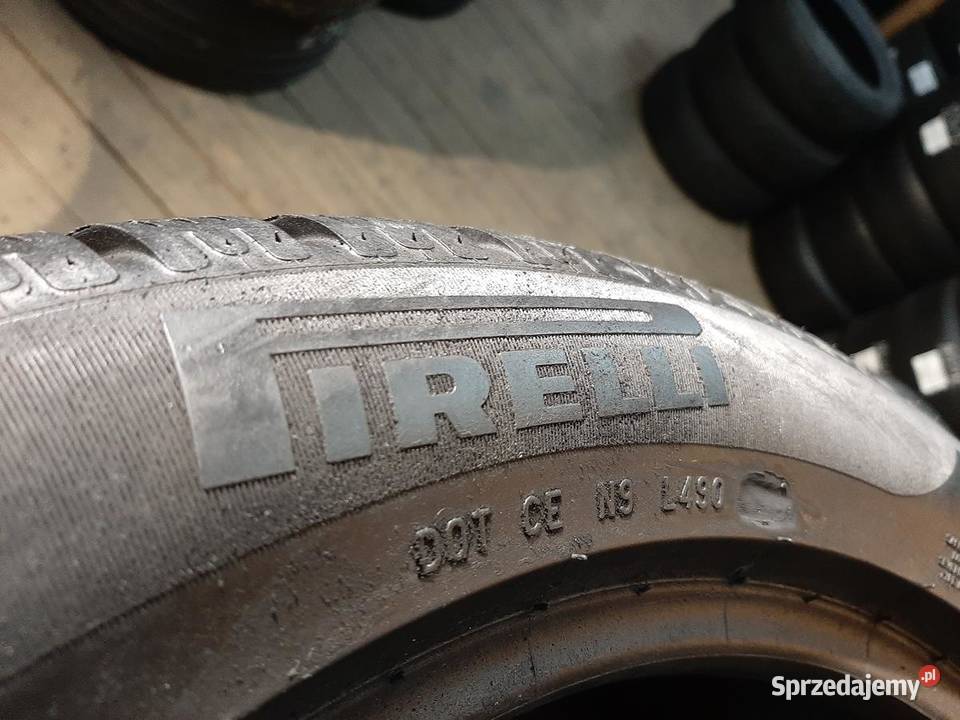 PIRELLI
DOT CE N9 L490
Sprzedajemy.pl